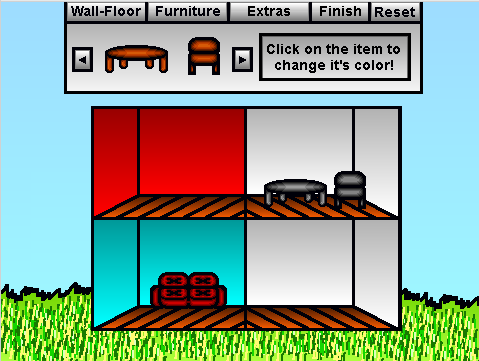 Wall-Floor Furniture Extras Finish Reset
Click on the item to
change it's color!